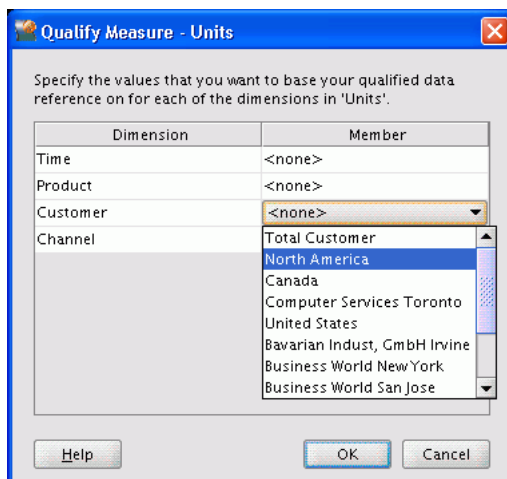 Qualify Measure - Units
Specify the values that you want to base your qualified data
reference on for each of the dimensions in 'Units'.
Dimension Member
Time <none>
Product <none>
Customer <none>
Channel
Total Customer
North America
Canada
Computer Services Toronto
United States
Bavarian Indust, GmbH Irvine
Business World New York
Business World San Jose
Help OK Cancel